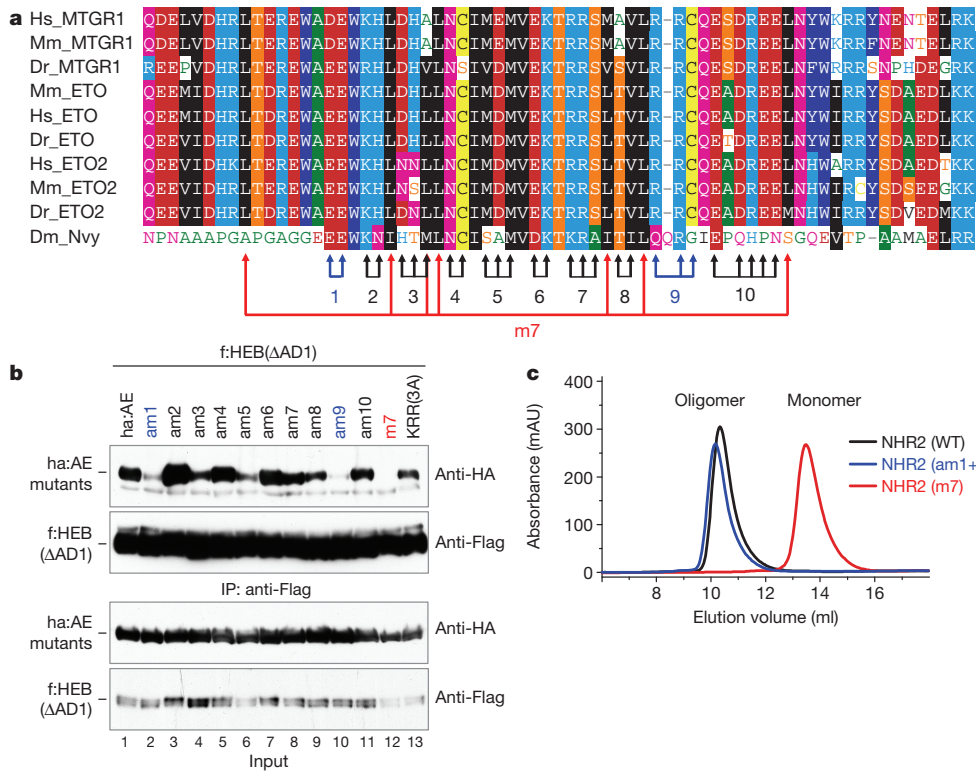 a
Hs_MTGR1 QDELVDHRLTEREWADEWKHLDHALNCIMEMVEKTRRSMAVLR-RCQESDREELNYWKRRYNENTELRK
Mm_MTGR1 QDELVDHRLTEREWADEWKHLDHALNCIMEMVEKTRRSMAVLR-RCQESDREELNYWKRRFNENTELRK
Dr_MTGR1 REEPVDHRLTEREWAEEWKHLDHVLNSIVDMVEKTRRSVSVLR-RCQESDREELNFWRRRSNPHDEGRK
Mm_ETO QEEMIDHRLTDREWAEEWKHLDHLLNCIMDMVEKTRRSLTVLR-RCQEADREELNYWIRRYSDAEDLKK
Hs_ETO QEEMIDHRLTDREWAEEWKHLDHLLNCIMDMVEKTRRSLTVLR-RCQEADREELNYWIRRYSDAEDLKK
Dr_ETO QEEVIDHRLTDREWAEEWKHLDHLLNCIMDMVEKTRRSLTVLR-RCQETDREELNYWIRRYSDAEDLKK
Hs_ETO2 QEEVIDHKLTEREWAEEWKHLNNLLNCIMDMVEKTRRSLTVLR-RCQEADREELNHWARRYSDAEDTKK
Mm_ETO2 QEEVIDHRLTEREWAEEWKHLNSLLNCIMDMVEKTRRSLTVLR-RCQEADREELNHWIRCYSDSEEGKK
Dr_ETO2 QEEVIDHRLTEREWAEEWKHLDNLLNCIMDMVEKTRRSLTVLR-RCQEADREEMNHWIRRYSDVEDMKK
Dm_Nvy NPNAAAPGAPGAGGEEEWKNIHTMLNCISAMVDKTKRAITILQQRGIEPQHPNSGQEVTP-AAMAELRR
1 2 3 4 5 6 7 8 9 10
m7
b
f:HEB(ΔAD1)
ha:AE am1 am2 am3 am4 am5 am6 am7 am8 am9 am10 m7 KRR(3A)
ha:AE mutants – Anti-HA
f:HEB (ΔAD1) – Anti-Flag
IP: anti-Flag
ha:AE mutants – Anti-HA
f:HEB (ΔAD1) – Anti-Flag
1 2 3 4 5 6 7 8 9 10 11 12 13
Input
c
Absorbance (mAU)
400
300
200
100
0
Oligomer
Monomer
NHR2 (WT)
NHR2 (am1+
NHR2 (m7)
8 10 12 14 16
Elution volume (ml)